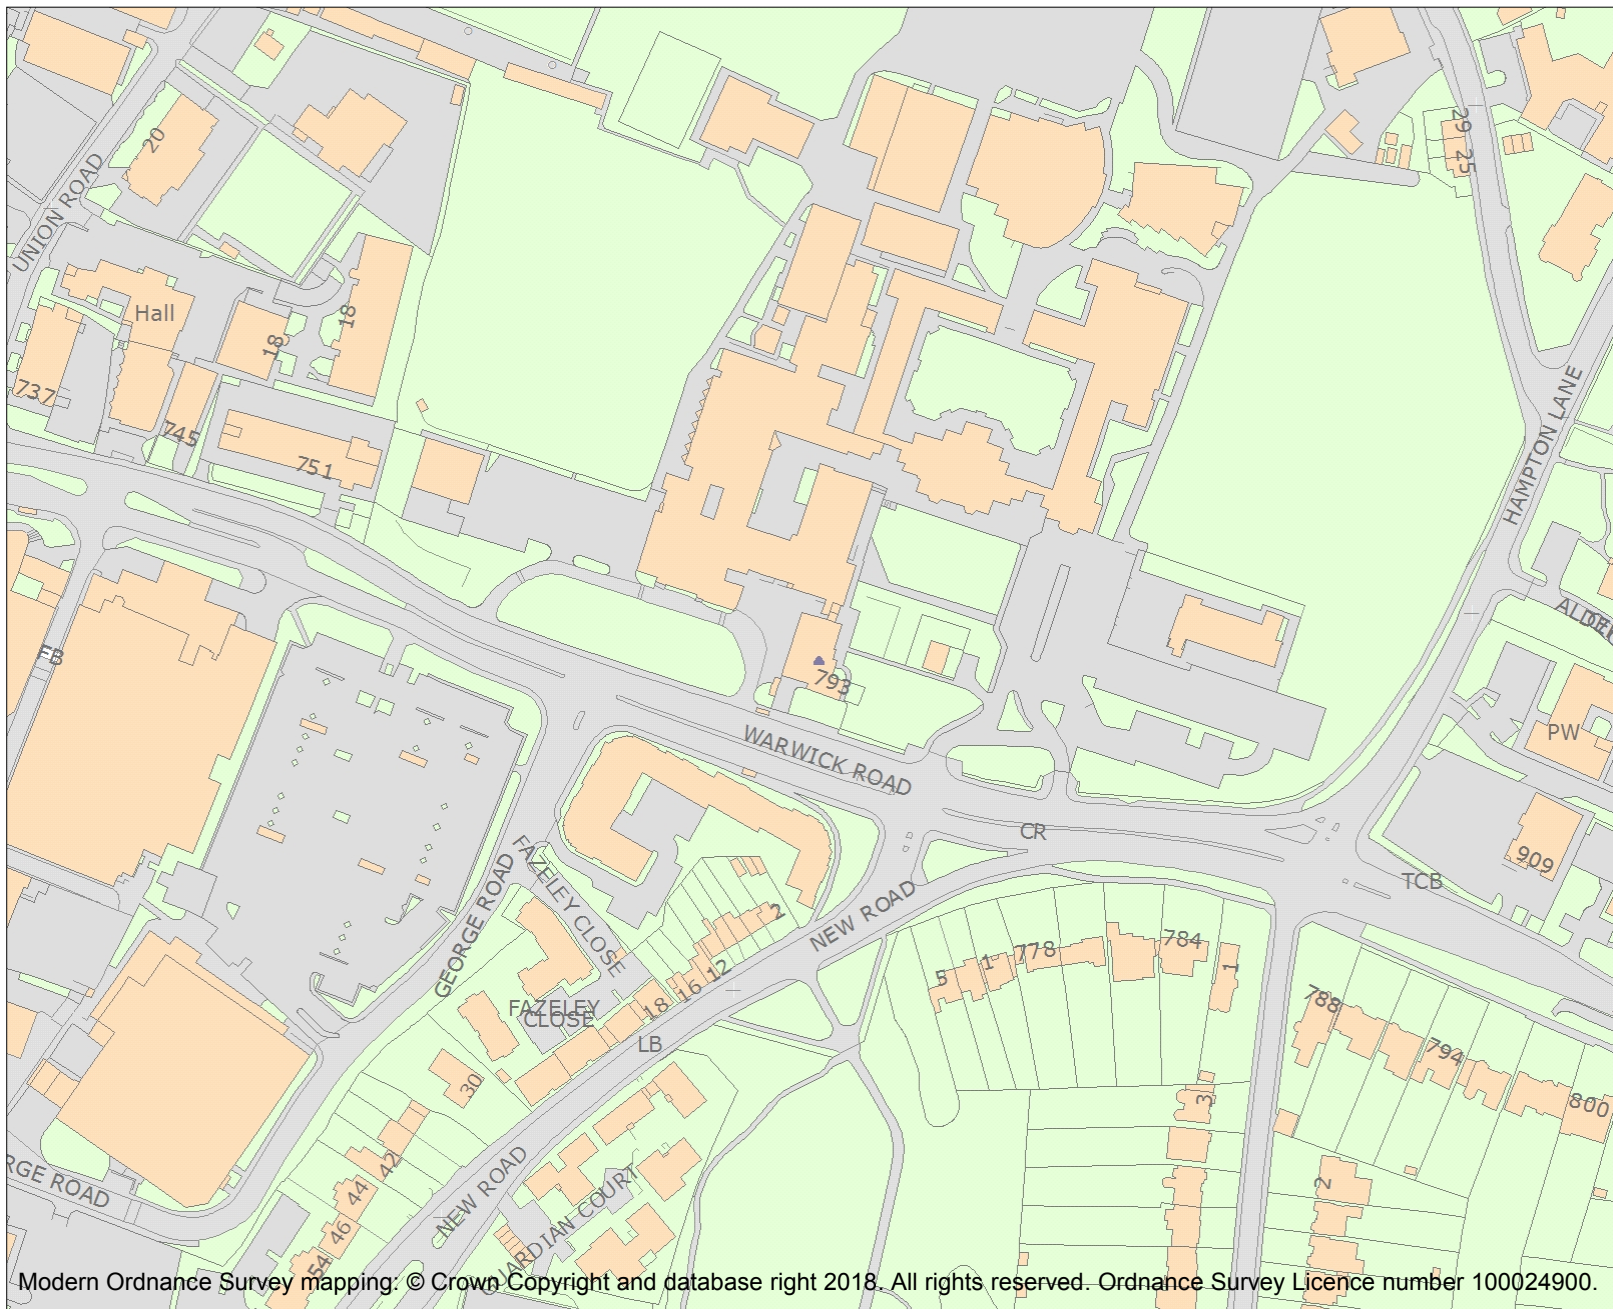 29
25
20
UNION ROAD
Hall
18
18
737
745
751
HAMPTON LANE
FB
793
WARWICK ROAD
PW
CR
909
TCB
FAZELEY CLOSE
GEORGE ROAD
2
NEW ROAD
5
1
778
784
1
12
16
18
FAZELEY
CLOSE
LB
788
794
800
30
3
42
44
46
54
RGE ROAD
NEW ROAD
GUARDIAN COURT
2
Modern Ordnance Survey mapping: © Crown Copyright and database right 2018. All rights reserved. Ordnance Survey Licence number 100024900.